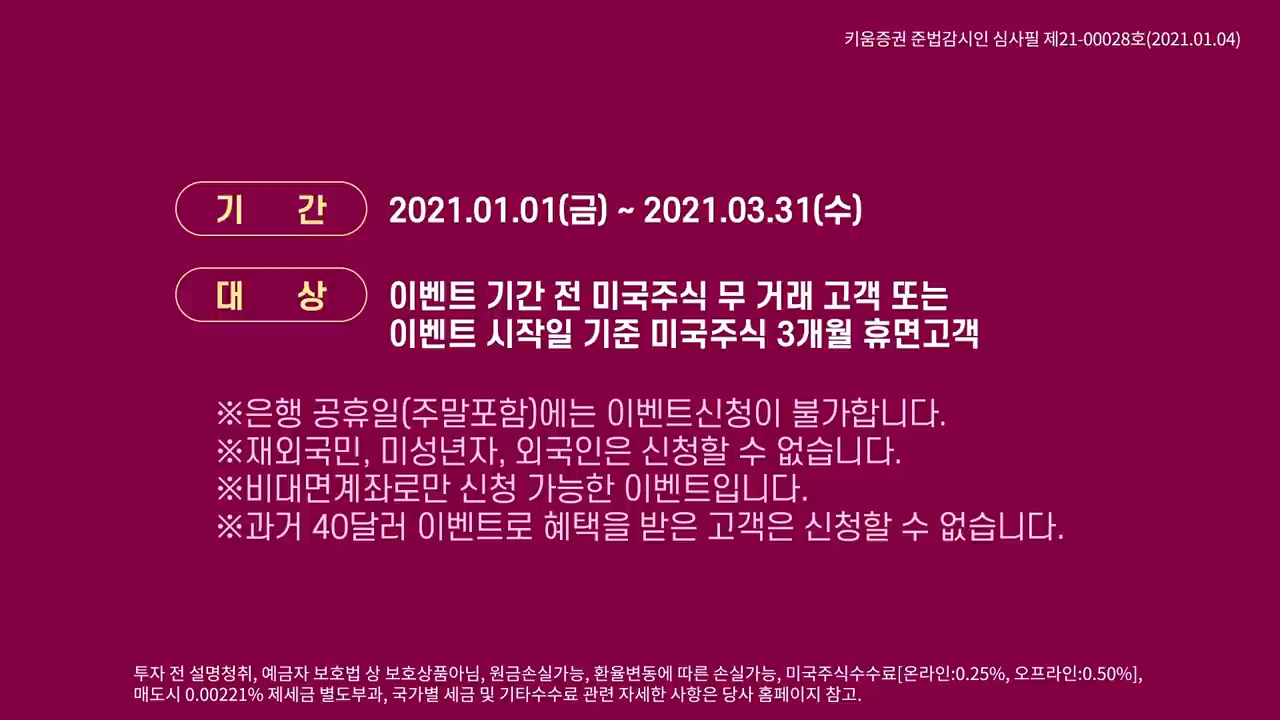 키움증권 준법감시인 심사필 제21-00028호(2021.01.04)
기 간 2021.01.01(금) ~ 2021.03.31(수)
대 상 이벤트 기간 전 미국주식 무 거래 고객 또는
이벤트 시작일 기준 미국주식 3개월 휴면고객
※은행 공휴일(주말포함)에는 이벤트신청이 불가합니다.
※재외국민, 미성년자, 외국인은 신청할 수 없습니다.
※비대면계좌로만 신청 가능한 이벤트입니다.
※과거 40달러 이벤트로 혜택을 받은 고객은 신청할 수 없습니다.
투자 전 설명청취, 예금자 보호법 상 보호상품아님, 원금손실가능, 환율변동에 따른 손실가능, 미국주식수수료[온라인:0.25%, 오프라인:0.50%],
매도시 0.00221% 제세금 별도부과, 국가별 세금 및 기타수수료 관련 자세한 사항은 당사 홈페이지 참고.